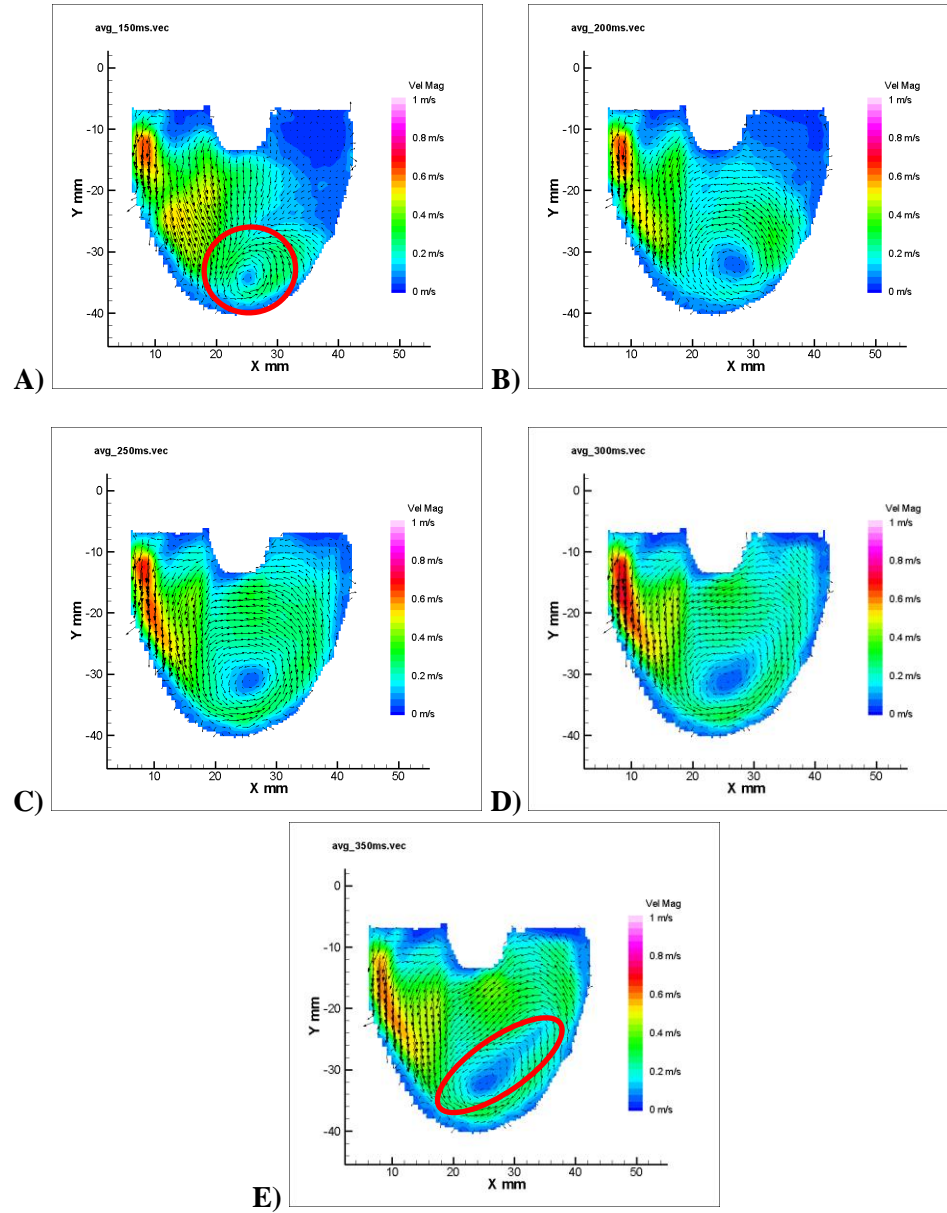 avg_150ms.vec
Vel Mag
1 m/s
0.8 m/s
0.6 m/s
0.4 m/s
0.2 m/s
0 m/s
0
-10
-20
-30
-40
Y mm
10 20 30 40 50
X mm
A)
avg_200ms.vec
Vel Mag
1 m/s
0.8 m/s
0.6 m/s
0.4 m/s
0.2 m/s
0 m/s
0
-10
-20
-30
-40
Y mm
10 20 30 40 50
X mm
B)
avg_250ms.vec
Vel Mag
1 m/s
0.8 m/s
0.6 m/s
0.4 m/s
0.2 m/s
0 m/s
0
-10
-20
-30
-40
Y mm
10 20 30 40 50
X mm
C)
avg_300ms.vec
Vel Mag
1 m/s
0.8 m/s
0.6 m/s
0.4 m/s
0.2 m/s
0 m/s
0
-10
-20
-30
-40
Y mm
10 20 30 40 50
X mm
D)
avg_350ms.vec
Vel Mag
1 m/s
0.8 m/s
0.6 m/s
0.4 m/s
0.2 m/s
0 m/s
0
-10
-20
-30
-40
Y mm
10 20 30 40 50
X mm
E)